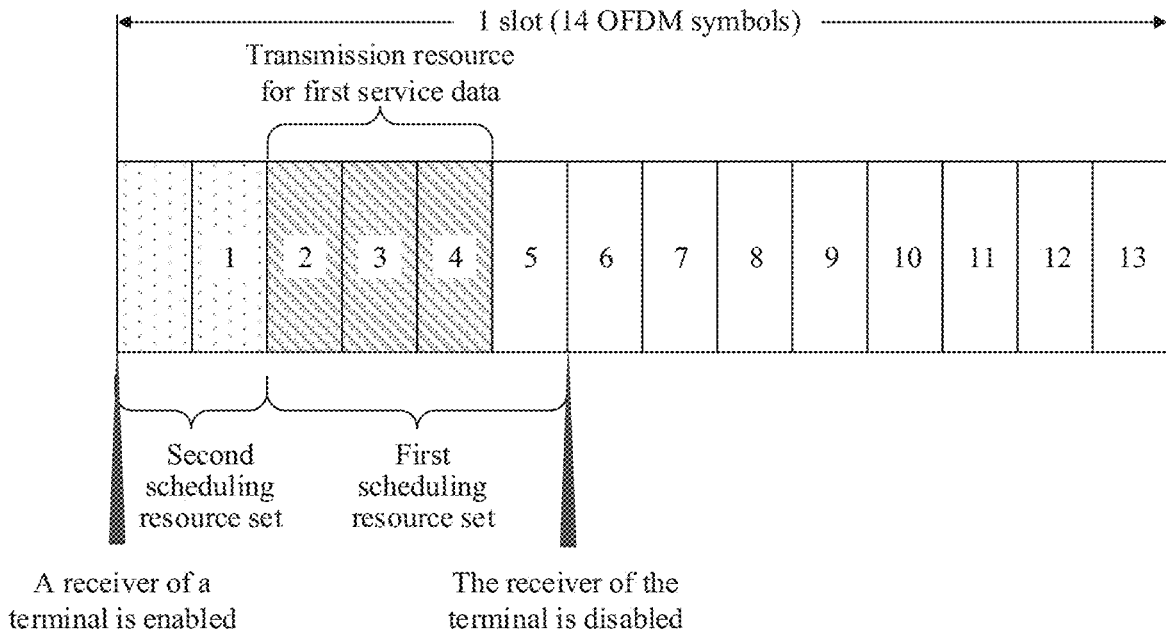 1 slot (14 OFDM symbols)
Transmission resource
for first service data
1 2 3 4 5 6 7 8 9 10 11 12 13
Second
scheduling
resource set
First
scheduling
resource set
A receiver of a
terminal is enabled
The receiver of the
terminal is disabled